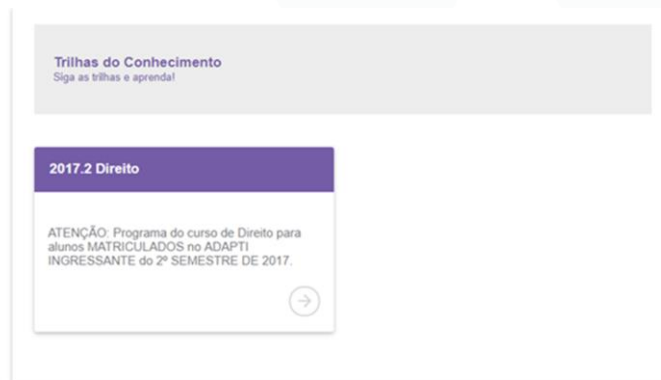 Trilhas do Conhecimento
Siga as trilhas e aprenda!
2017.2 Direito
ATENÇÃO: Programa do curso de Direito para
alunos MATRICULADOS no ADAPTI
INGRESSANTE do 2º SEMESTRE DE 2017.